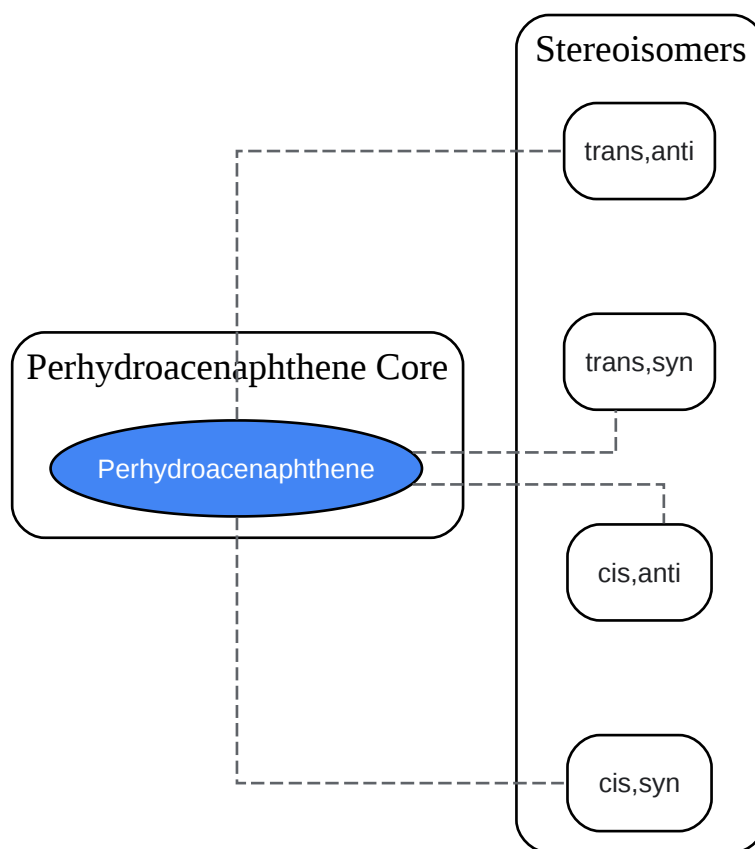 Stereoisomers
trans,anti
trans,syn
Perhydroacenaphthene Core
Perhydroacenaphthene
cis,anti
cis,syn